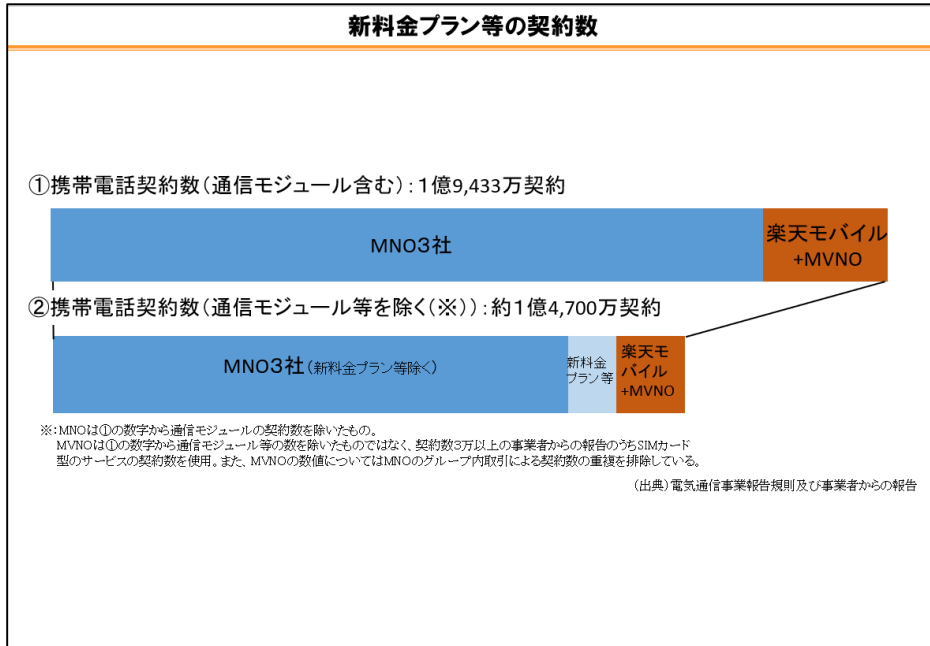 新料金プラン等の契約数
①携帯電話契約数(通信モジュール含む):1億9,433万契約
MNO3社
楽天モバイル
+MVNO
②携帯電話契約数(通信モジュール等を除く(※)):約1億4,700万契約
MNO3社(新料金プラン等除く)
新料金
プラン等
楽天モ
バイル
+MVNO
※:MNOは①の数字から通信モジュールの契約数を除いたもの。
MVNOは①の数字から通信モジュール等の数を除いたものではなく、契約数3万以上の事業者からの報告のうちSIMカード
型のサービスの契約数を使用。また、MVNOの数値についてはMNOのグループ内取引による契約数の重複を排除している。
(出典)電気通信事業報告規則及び事業者からの報告